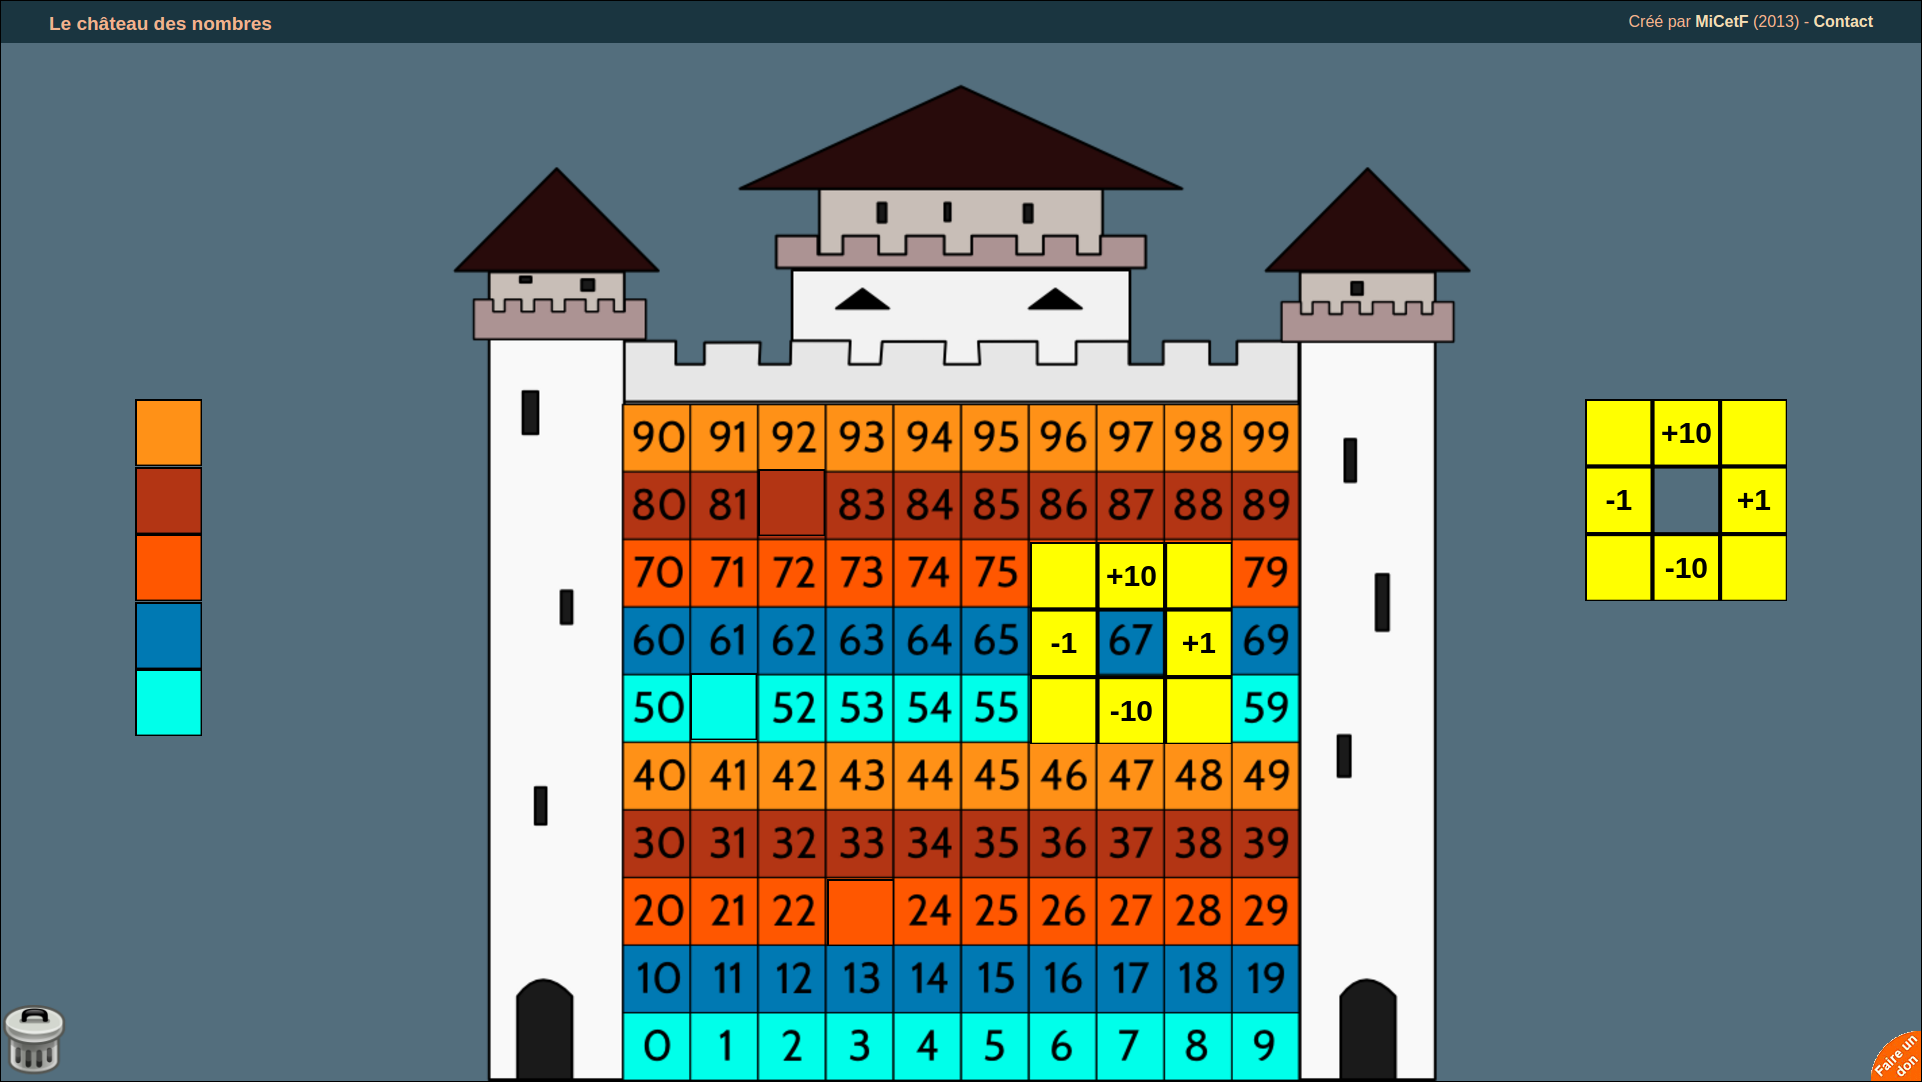 Le château des nombres
Créé par MiCetF (2013) - Contact
90 91 92 93 94 95 96 97 98 99
+10
80 81 83 84 85 86 87 88 89
-1 +1
70 71 72 73 74 75 +10 79
-10
60 61 62 63 64 65 -1 67 +1 69
50 52 53 54 55 -10 59
40 41 42 43 44 45 46 47 48 49
30 31 32 33 34 35 36 37 38 39
20 21 22 24 25 26 27 28 29
10 11 12 13 14 15 16 17 18 19
0 1 2 3 4 5 6 7 8 9
Faire un
don